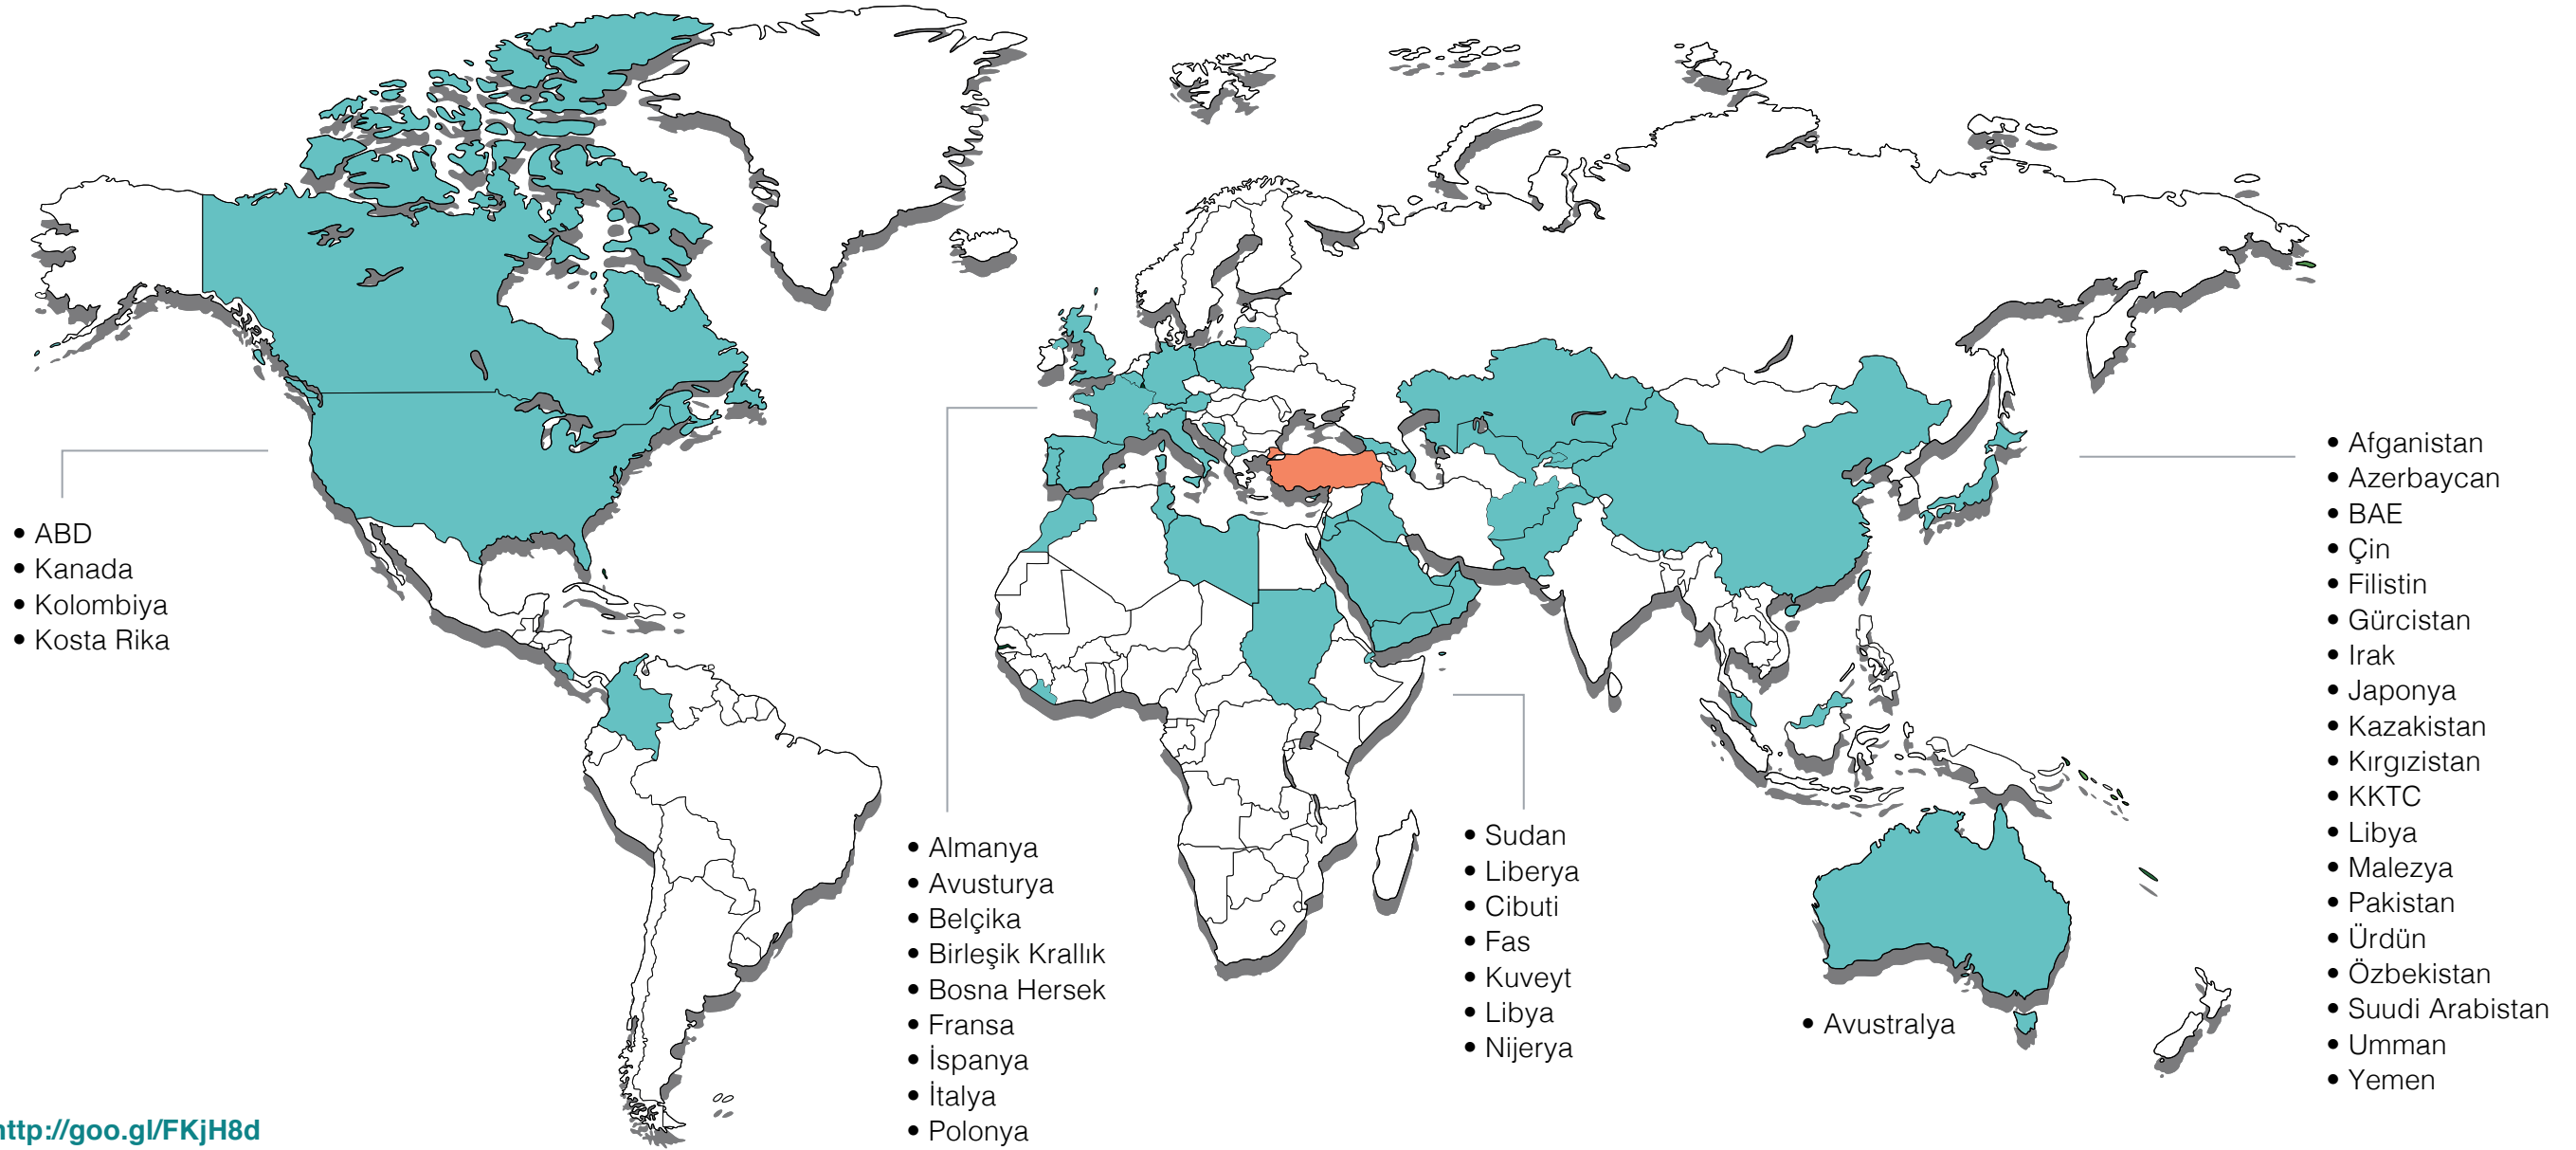 • ABD
• Kanada
• Kolombiya
• Kosta Rika
• Almanya
• Avusturya
• Belçika
• Birleşik Krallık
• Bosna Hersek
• Fransa
• İspanya
• İtalya
• Polonya
• Sudan
• Liberya
• Cibuti
• Fas
• Kuveyt
• Libya
• Nijerya
• Avustralya
• Afganistan
• Azerbaycan
• BAE
• Çin
• Filistin
• Gürcistan
• Irak
• Japonya
• Kazakistan
• Kırgızistan
• KKTC
• Libya
• Malezya
• Pakistan
• Ürdün
• Özbekistan
• Suudi Arabistan
• Umman
• Yemen
http://goo.gl/FKjH8d